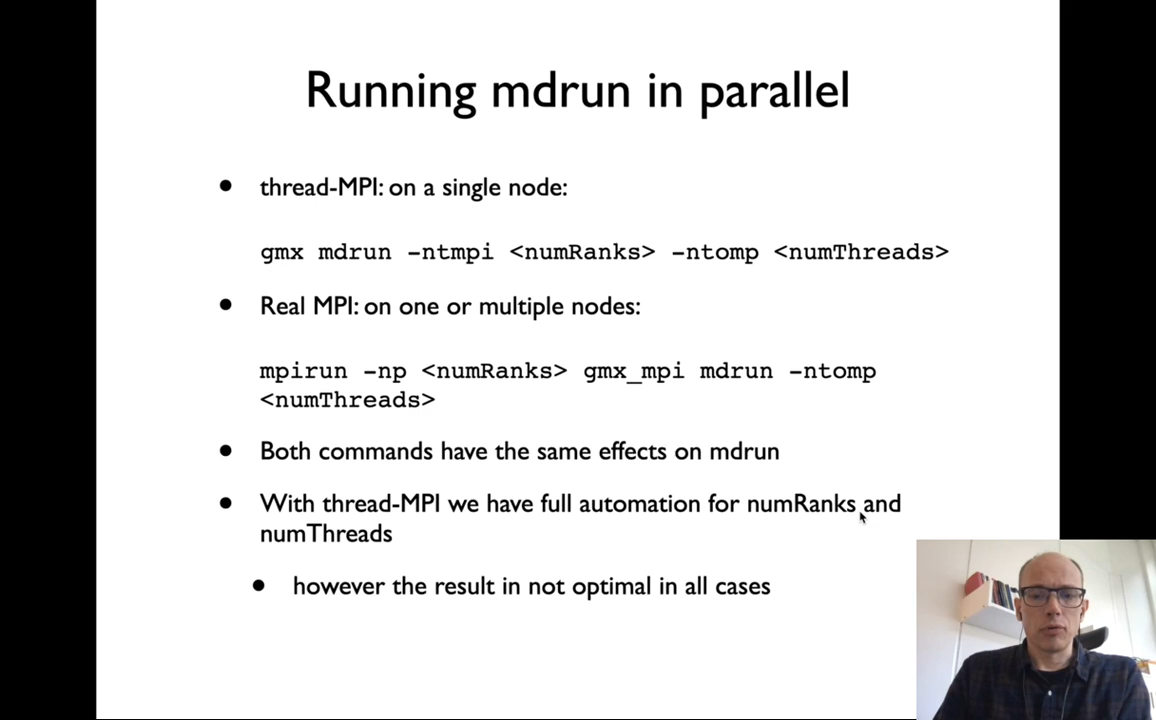 Running mdrun in parallel
• thread-MPI: on a single node:
gmx mdrun -ntmpi <numRanks> -ntomp <numThreads>
• Real MPI: on one or multiple nodes:
mpirun -np <numRanks> gmx_mpi mdrun -ntomp
<numThreads>
• Both commands have the same effects on mdrun
• With thread-MPI we have full automation for numRanks and
numThreads
• however the result in not optimal in all cases